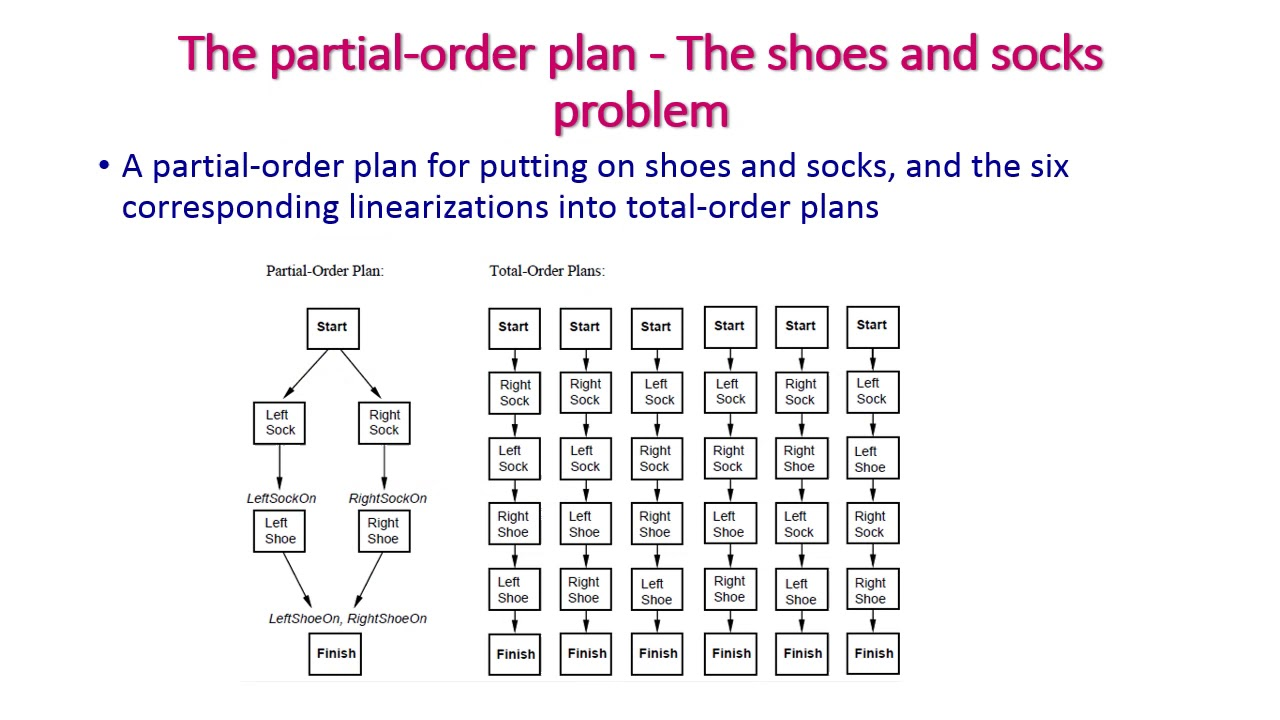 The partial-order plan - The shoes and socks
problem
• A partial-order plan for putting on shoes and socks, and the six
corresponding linearizations into total-order plans
Partial-Order Plan:
Start
Left
Sock
Right
Sock
LeftSockOn
RightSockOn
Left
Shoe
Right
Shoe
LeftShoeOn, RightShoeOn
Finish
Total-Order Plans:
Start
Right
Sock
Left
Sock
Right
Shoe
Left
Shoe
Finish
Start
Right
Sock
Left
Sock
Left
Shoe
Right
Shoe
Finish
Start
Left
Sock
Right
Sock
Right
Shoe
Left
Shoe
Finish
Start
Left
Sock
Right
Sock
Left
Shoe
Right
Shoe
Finish
Start
Right
Sock
Right
Shoe
Left
Sock
Left
Shoe
Finish
Start
Left
Sock
Left
Shoe
Right
Sock
Right
Shoe
Finish